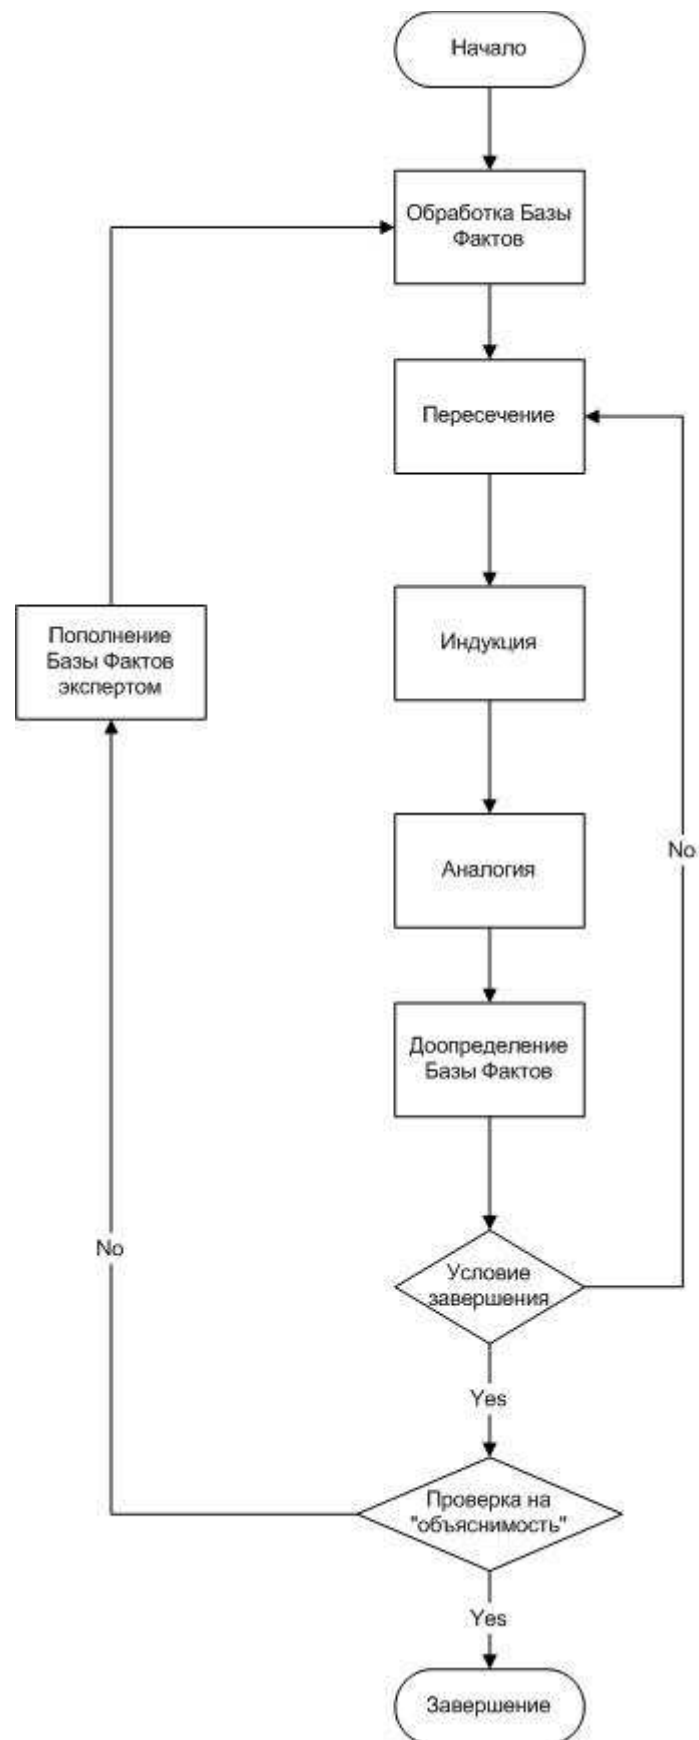 Начало
Обработка Базы
Фактов
Пересечение
Пополнение
Базы Фактов
экспертом
Индукция
No
Аналогия
Доопределение
Базы Фактов
No
Условие
завершения
Yes
Проверка на
"объяснимость"
Yes
Завершение